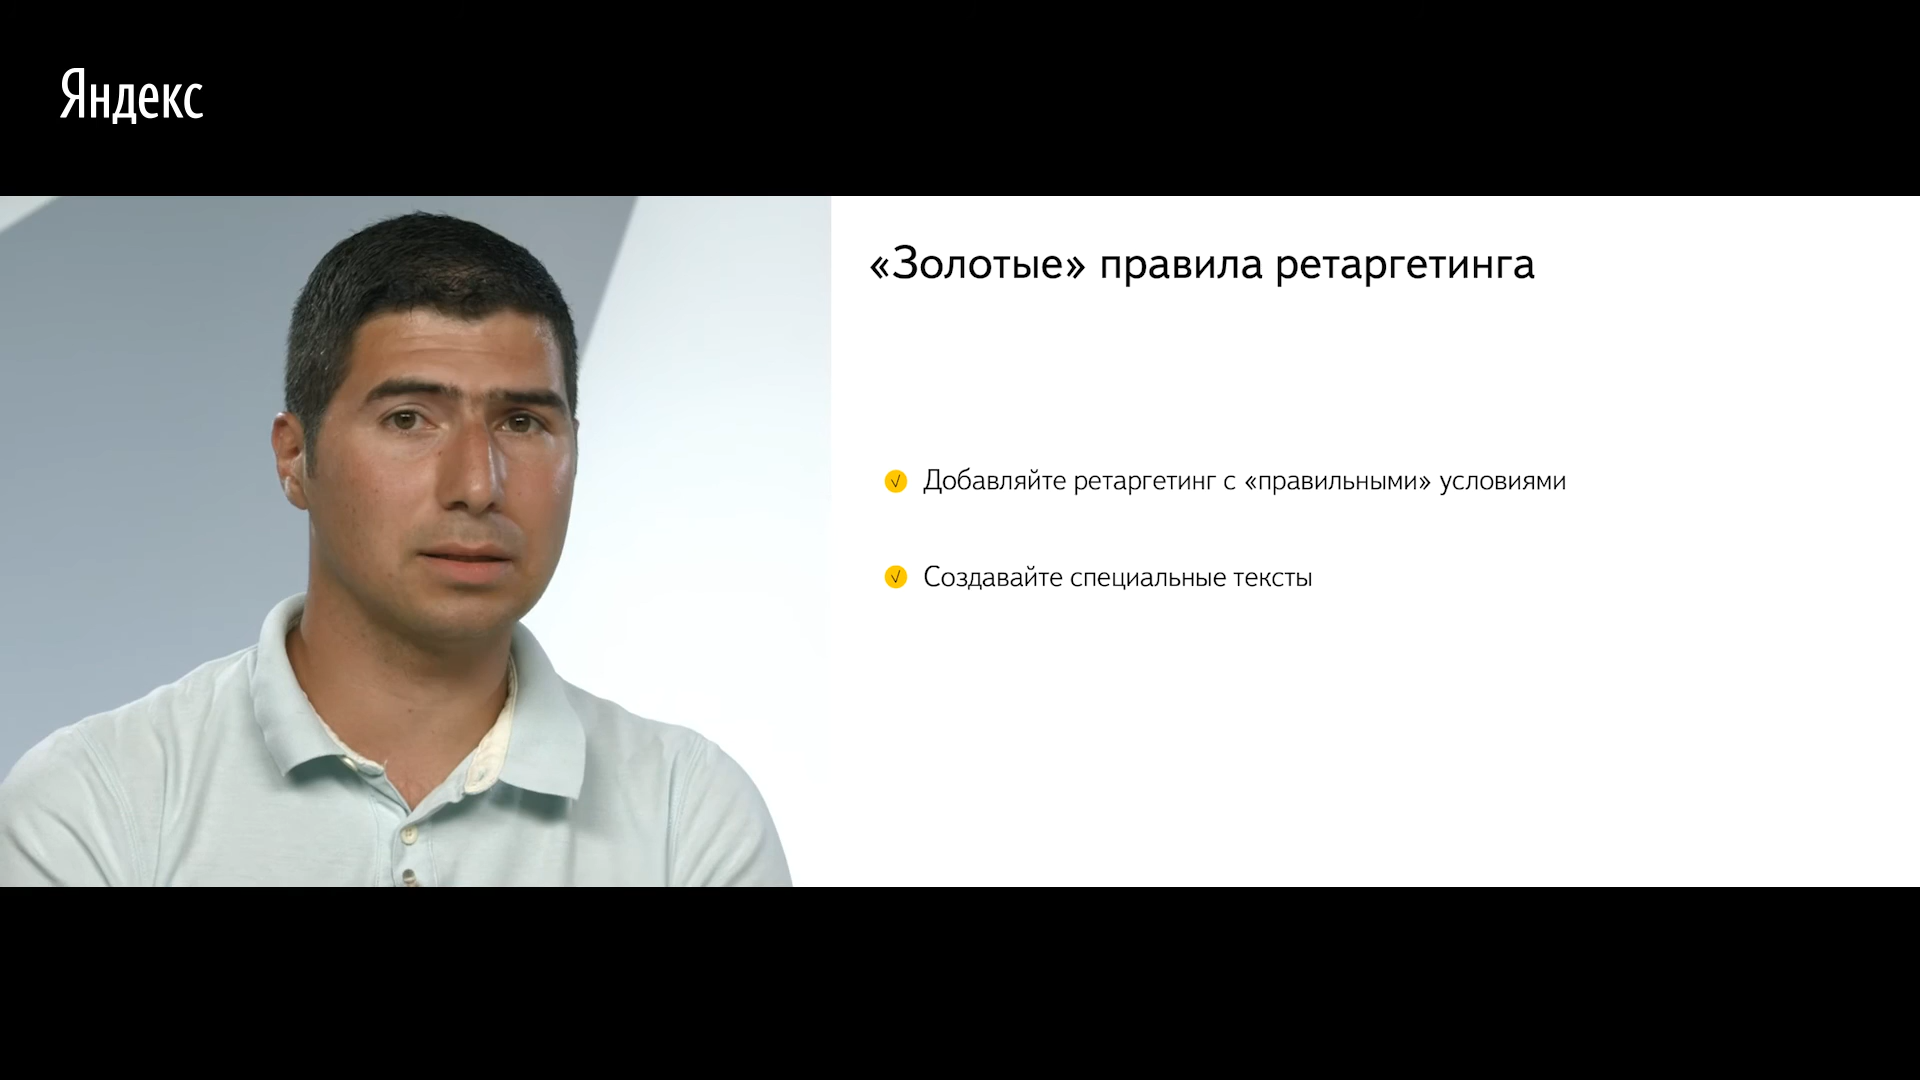 Яндекс
«Золотые» правила ретаргетинга
Добавляйте ретаргетинг с «правильными» условиями
Создавайте специальные тексты